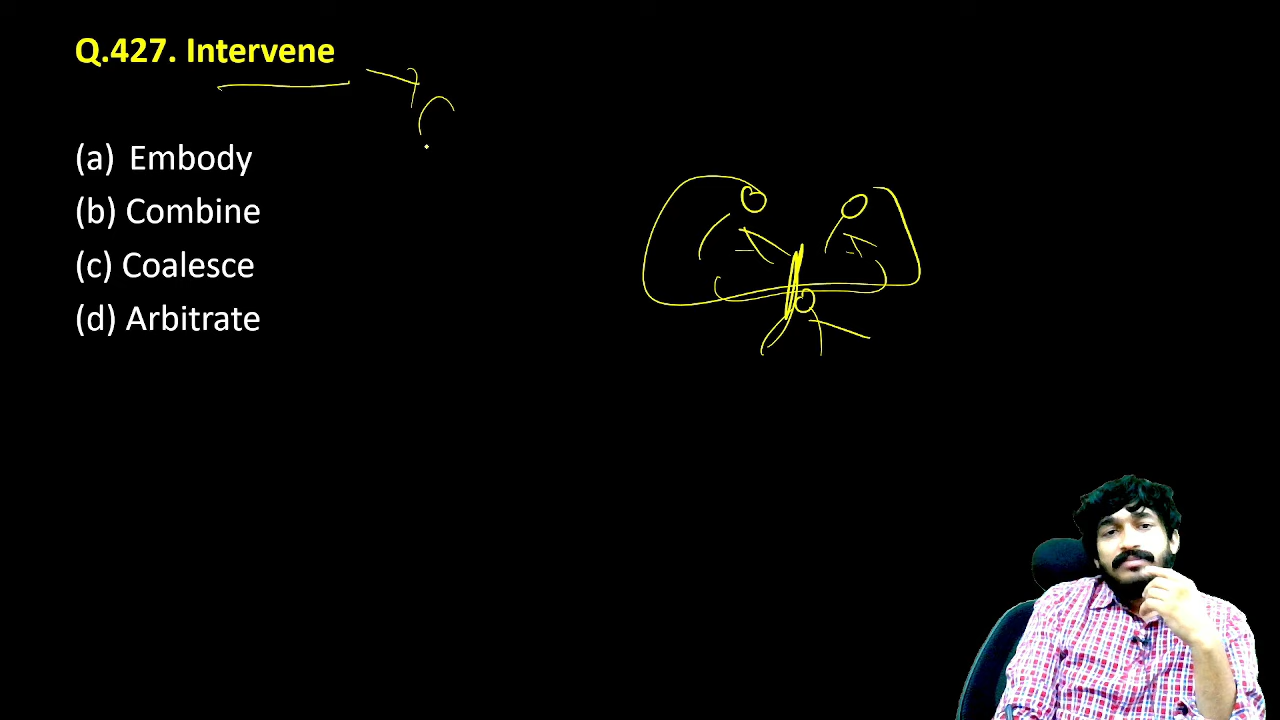 Q.427. Intervene
(a) Embody
(b) Combine
(c) Coalesce
(d) Arbitrate